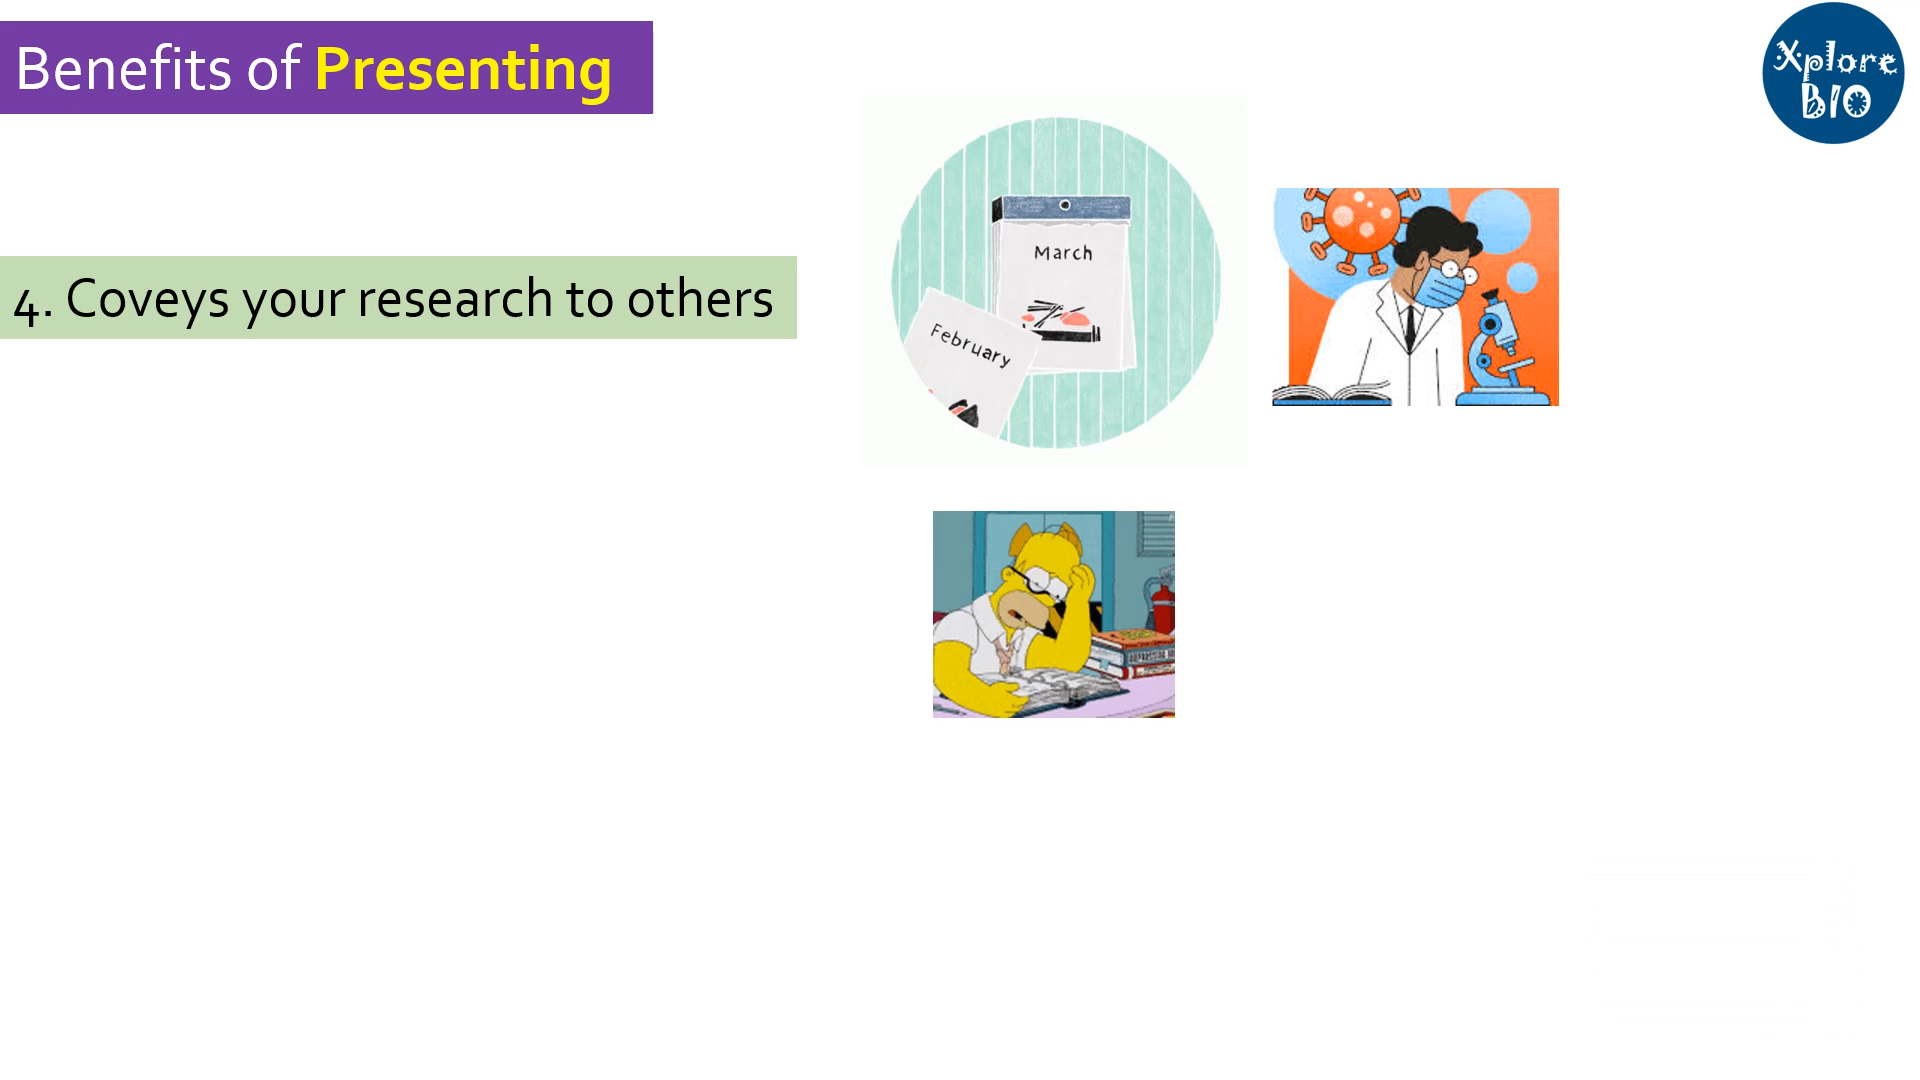 Benefits of Presenting
Xplore
BIO
4. Coveys your research to others
March
February